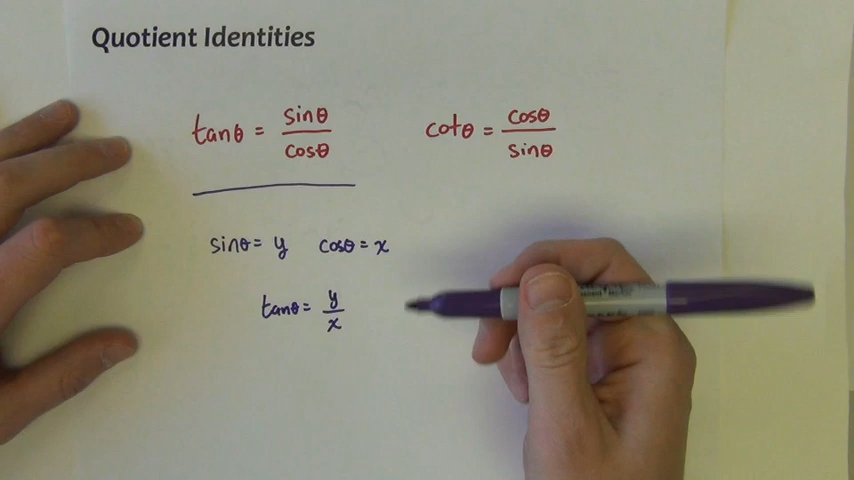 Quotient Identities
tanθ = sinθ/cosθ cotθ = cosθ/sinθ
sinθ = y cosθ = x
tanθ = y/x